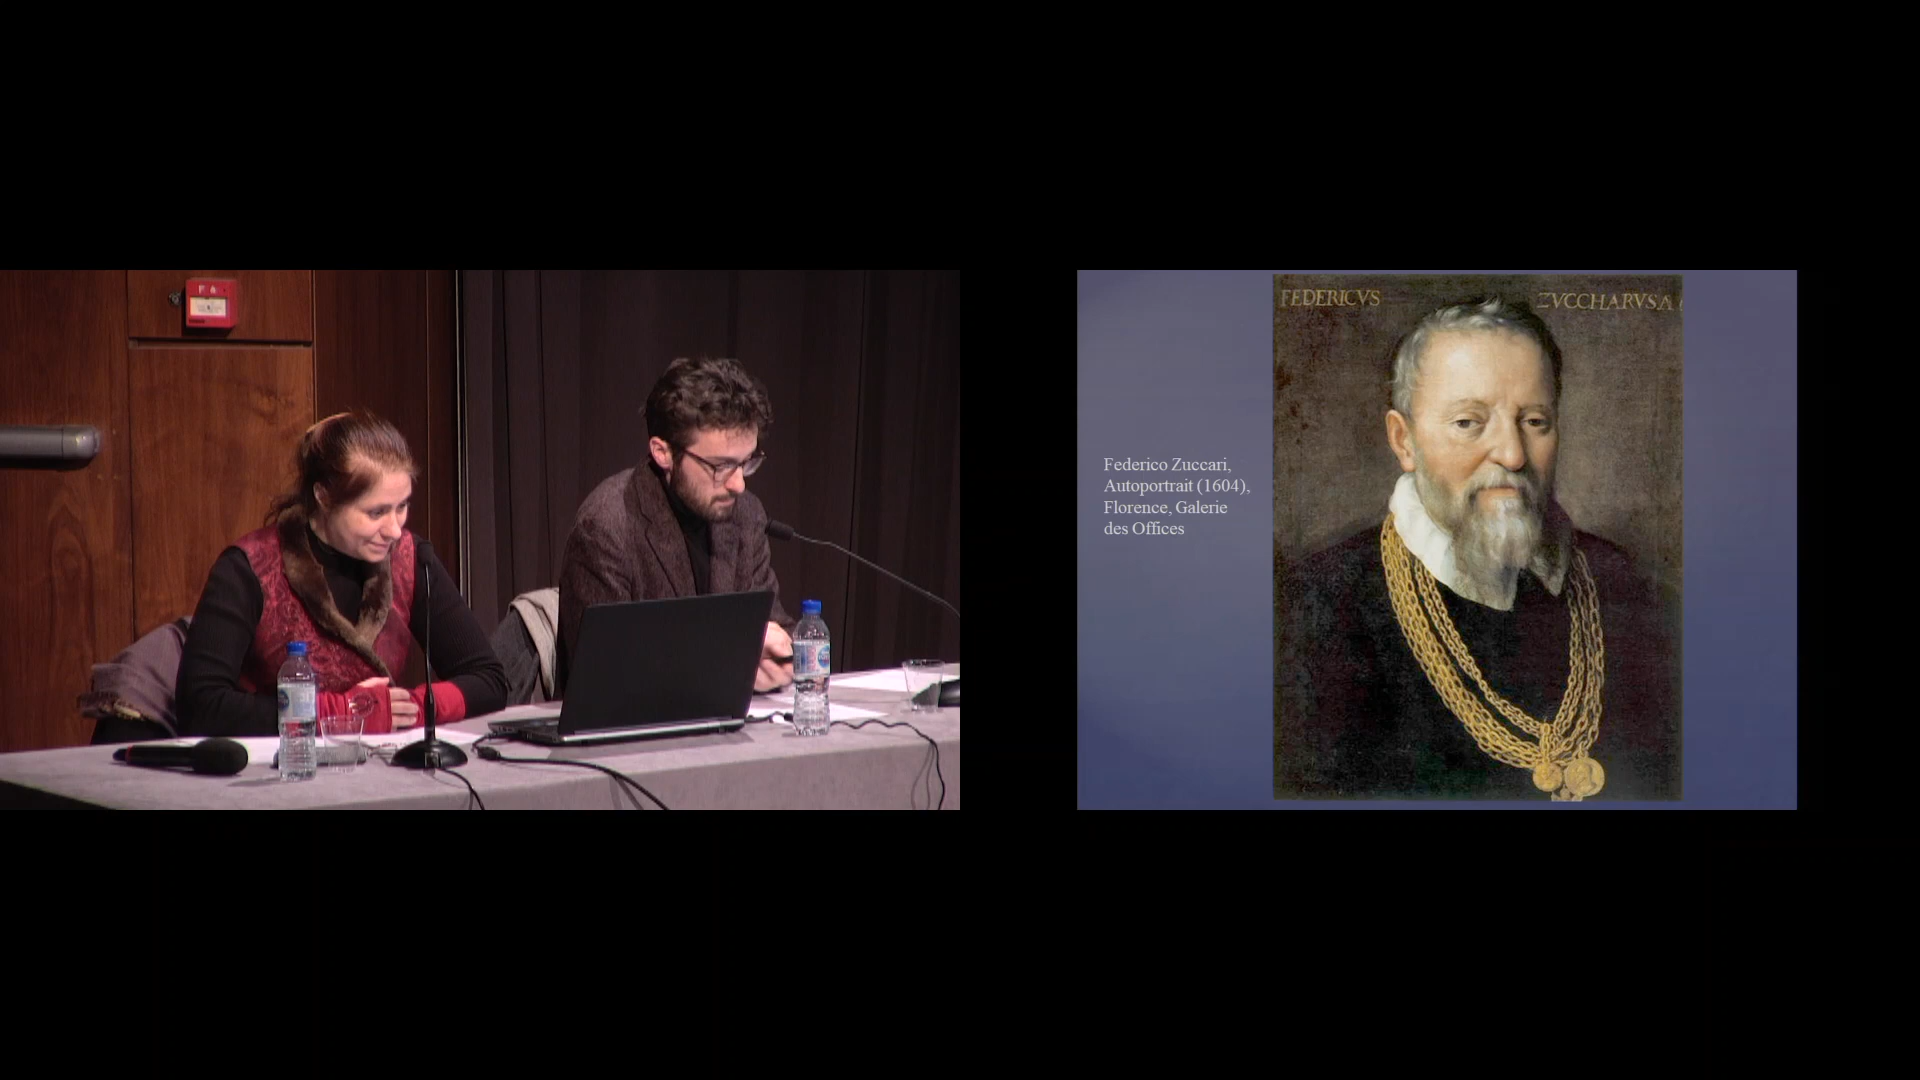 FEDERICVS
ZVCCHARVS
Federico Zuccari,
Autoportrait (1604),
Florence, Galerie
des Offices